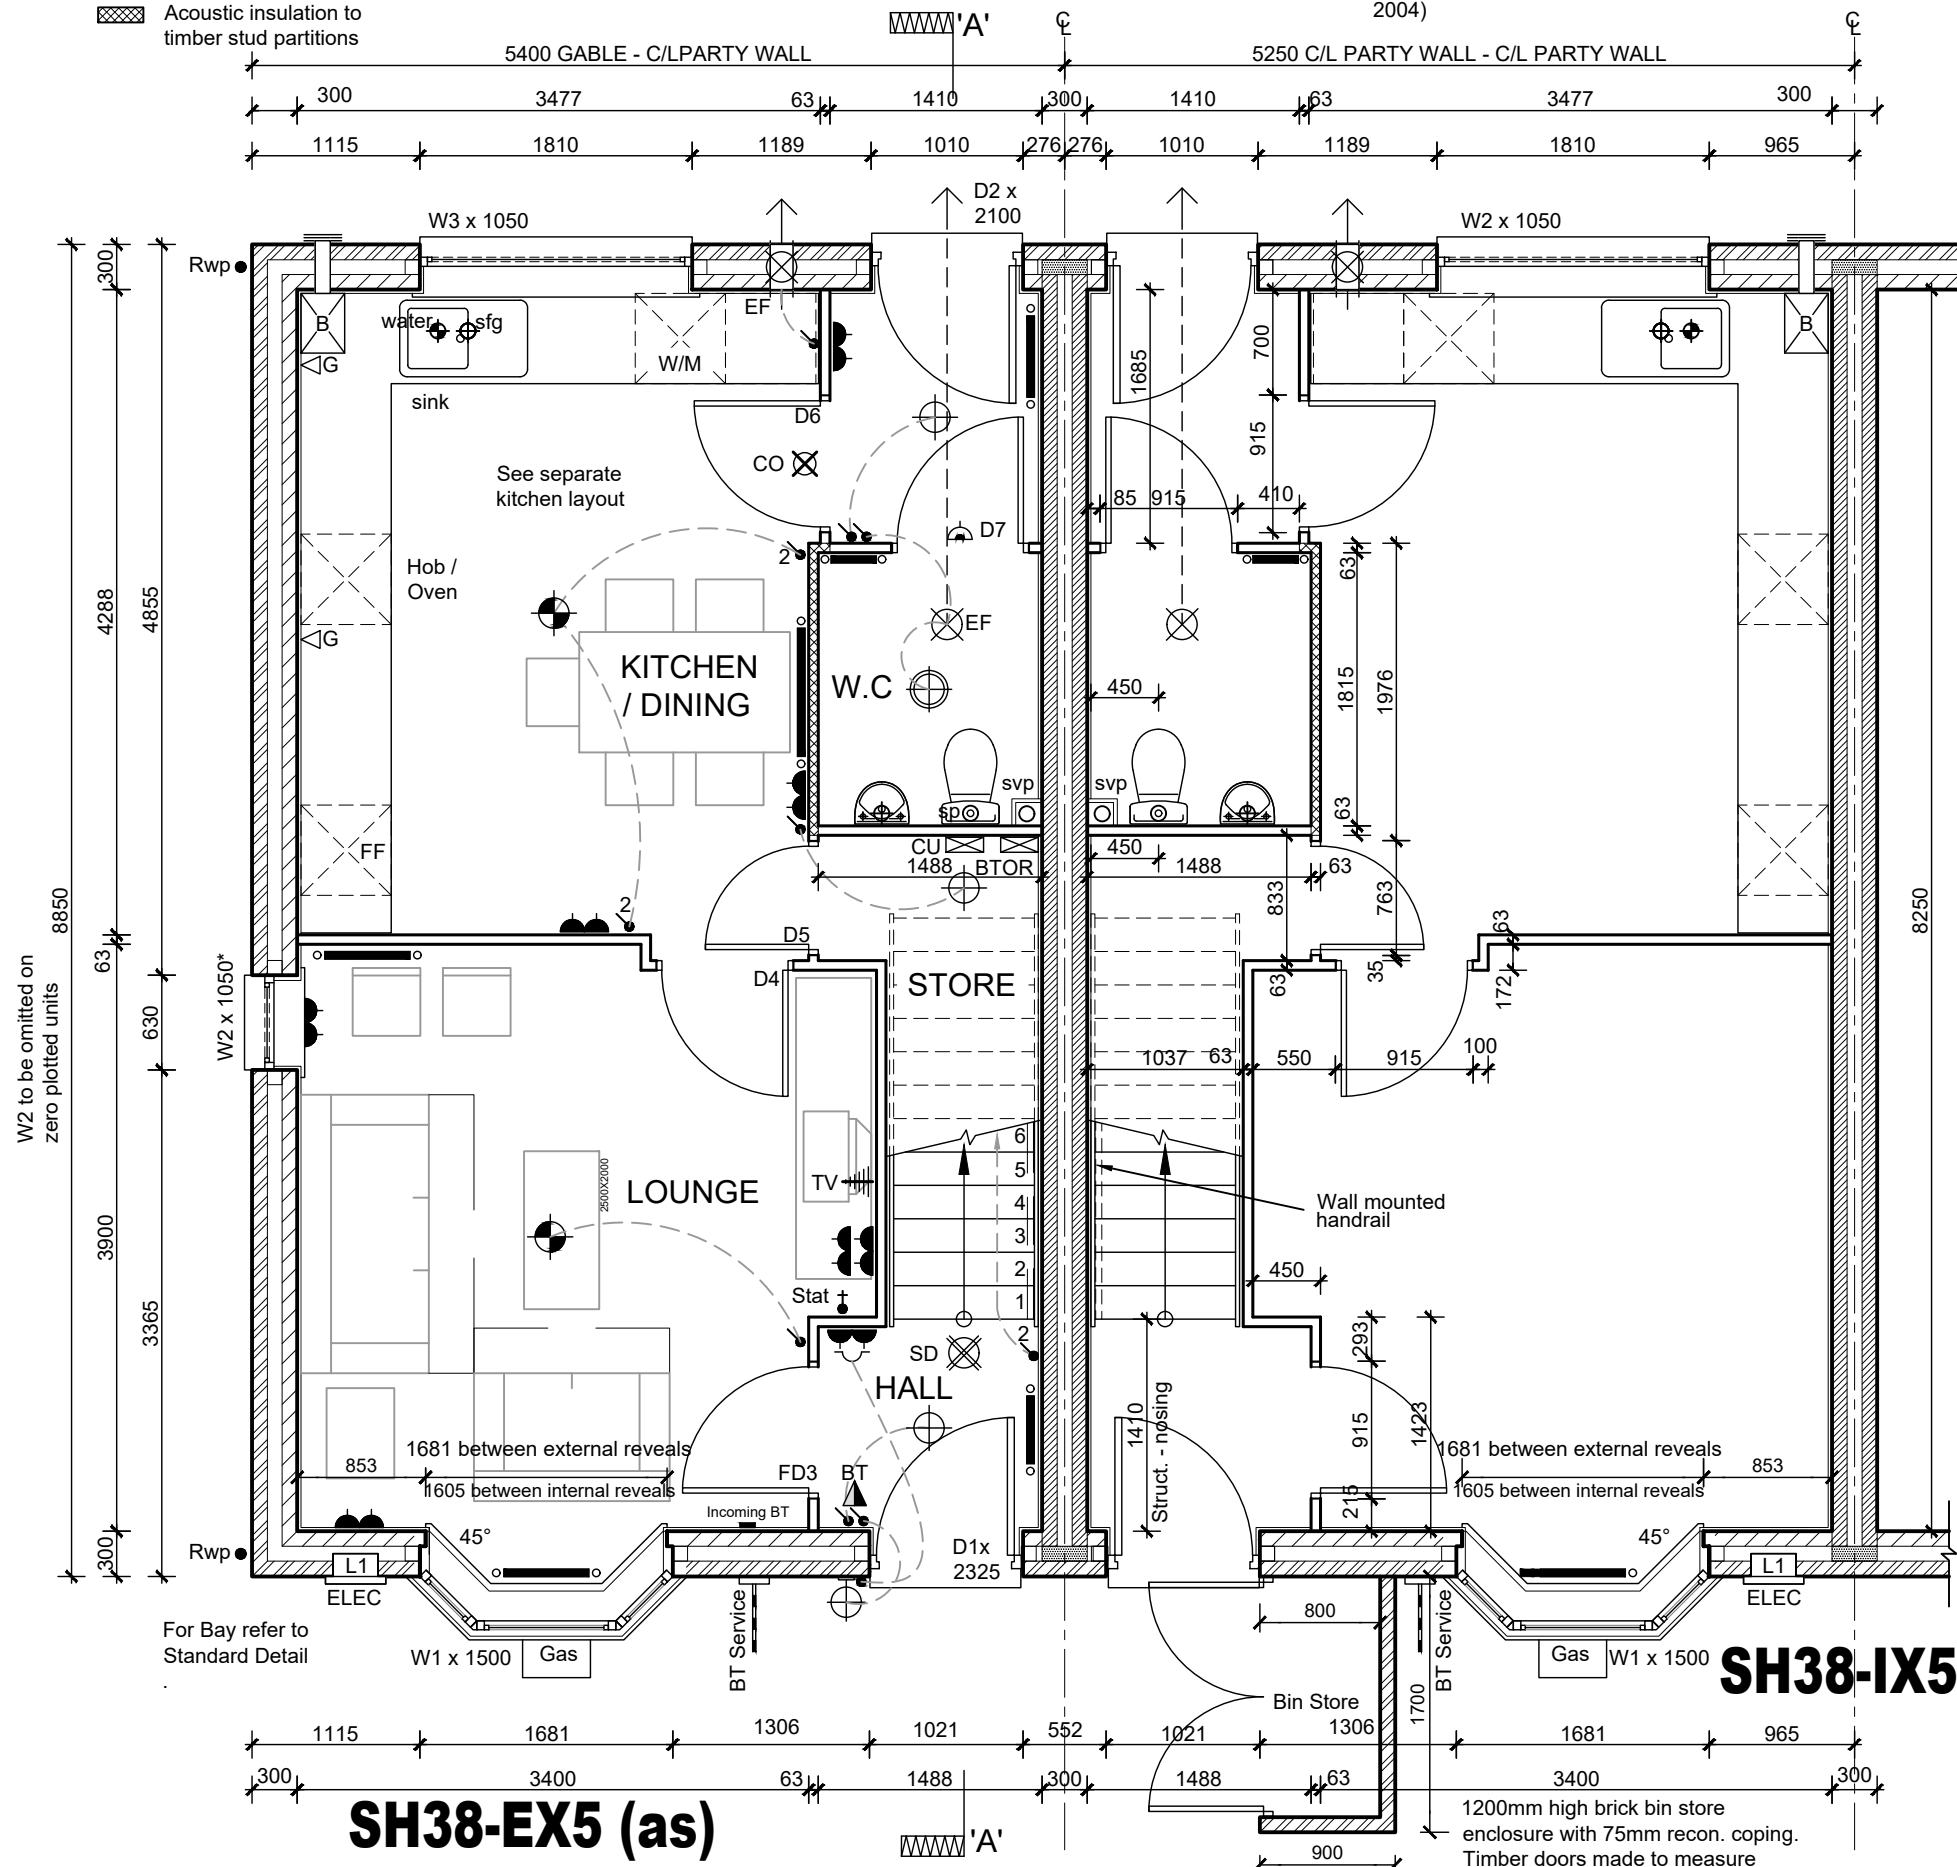 Acoustic insulation to
timber stud partitions
'A'
2004)
5400 GABLE - C/LPARTY WALL
5250 C/L PARTY WALL - C/L PARTY WALL
300 3477 63 1410 300 1410 63 3477 300
1115 1810 1189 1010 276 276 1010 1189 1810 965
D2 x
2100
W3 x 1050
W2 x 1050
Rwp
300
B
water
sfg
EF
W/M
G
sink
D6
700
1685
915
B
CO
See separate
kitchen layout
85 915 410
D7
2
Hob /
Oven
63
4288
4855
G
EF
KITCHEN
/ DINING
W.C
450
1815
1976
svp
svp
sp
63
FF
CU
BTOR
1488
450
1488
63
833
763
8850
2
D5
63
63
D4
STORE
63
35
172
8250
W2 to be omitted on
zero plotted units
W2 x 1050*
630
1037 63 550 915 100
6
5
4
3
2
1
TV
LOUNGE
2500X2000
Wall mounted
handrail
3900
3365
450
Stat
2
SD
HALL
293
915
1423
1410
Struct. - nosing
215
1681 between external reveals
853
1605 between internal reveals
FD3
BT
Incoming BT
1681 between external reveals
853
1605 between internal reveals
45°
45°
300
Rwp
L1
ELEC
D1x
2325
L1
ELEC
For Bay refer to
Standard Detail
.
W1 x 1500
Gas
BT Service
800
BT Service
Gas
W1 x 1500
SH38-IX5
Bin Store
1700
1115 1681 1306 1021 552 1021 1306 1681 965
300 3400 63 1488 300 1488 63 3400 300
SH38-EX5 (as)
'A'
1200mm high brick bin store
enclosure with 75mm recon. coping.
Timber doors made to measure
900